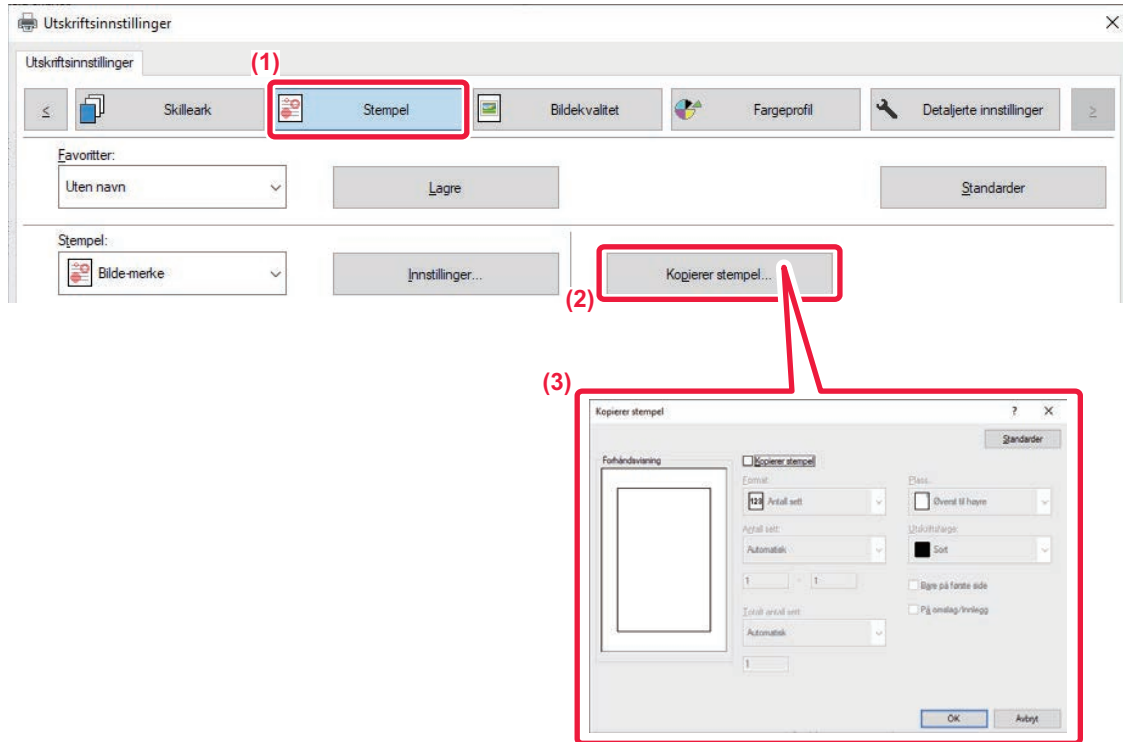 Utskriftsinnstillinger
Utskriftsinnstillinger
(1)
≤ Skilleark Stempel Bildekvalitet Fargeprofil Detaljerte innstillinger ≥
Favoritter:
Uten navn Lagre Standarder
Stempel:
Bilde-merke Innstillinger... Kopierer stempel...
(2)
(3)
Kopierer stempel ?
Standarder
Forhåndsvisning Kopierer stempel
Format: Plass:
123 Antall sett Øverst til høyre
Antall sett: Utskriftsfarge:
Automatisk Sort
1 - 1 Bare på første side
Totalt antall sett: På omslag/innlegg
Automatisk
1
OK Avbryt